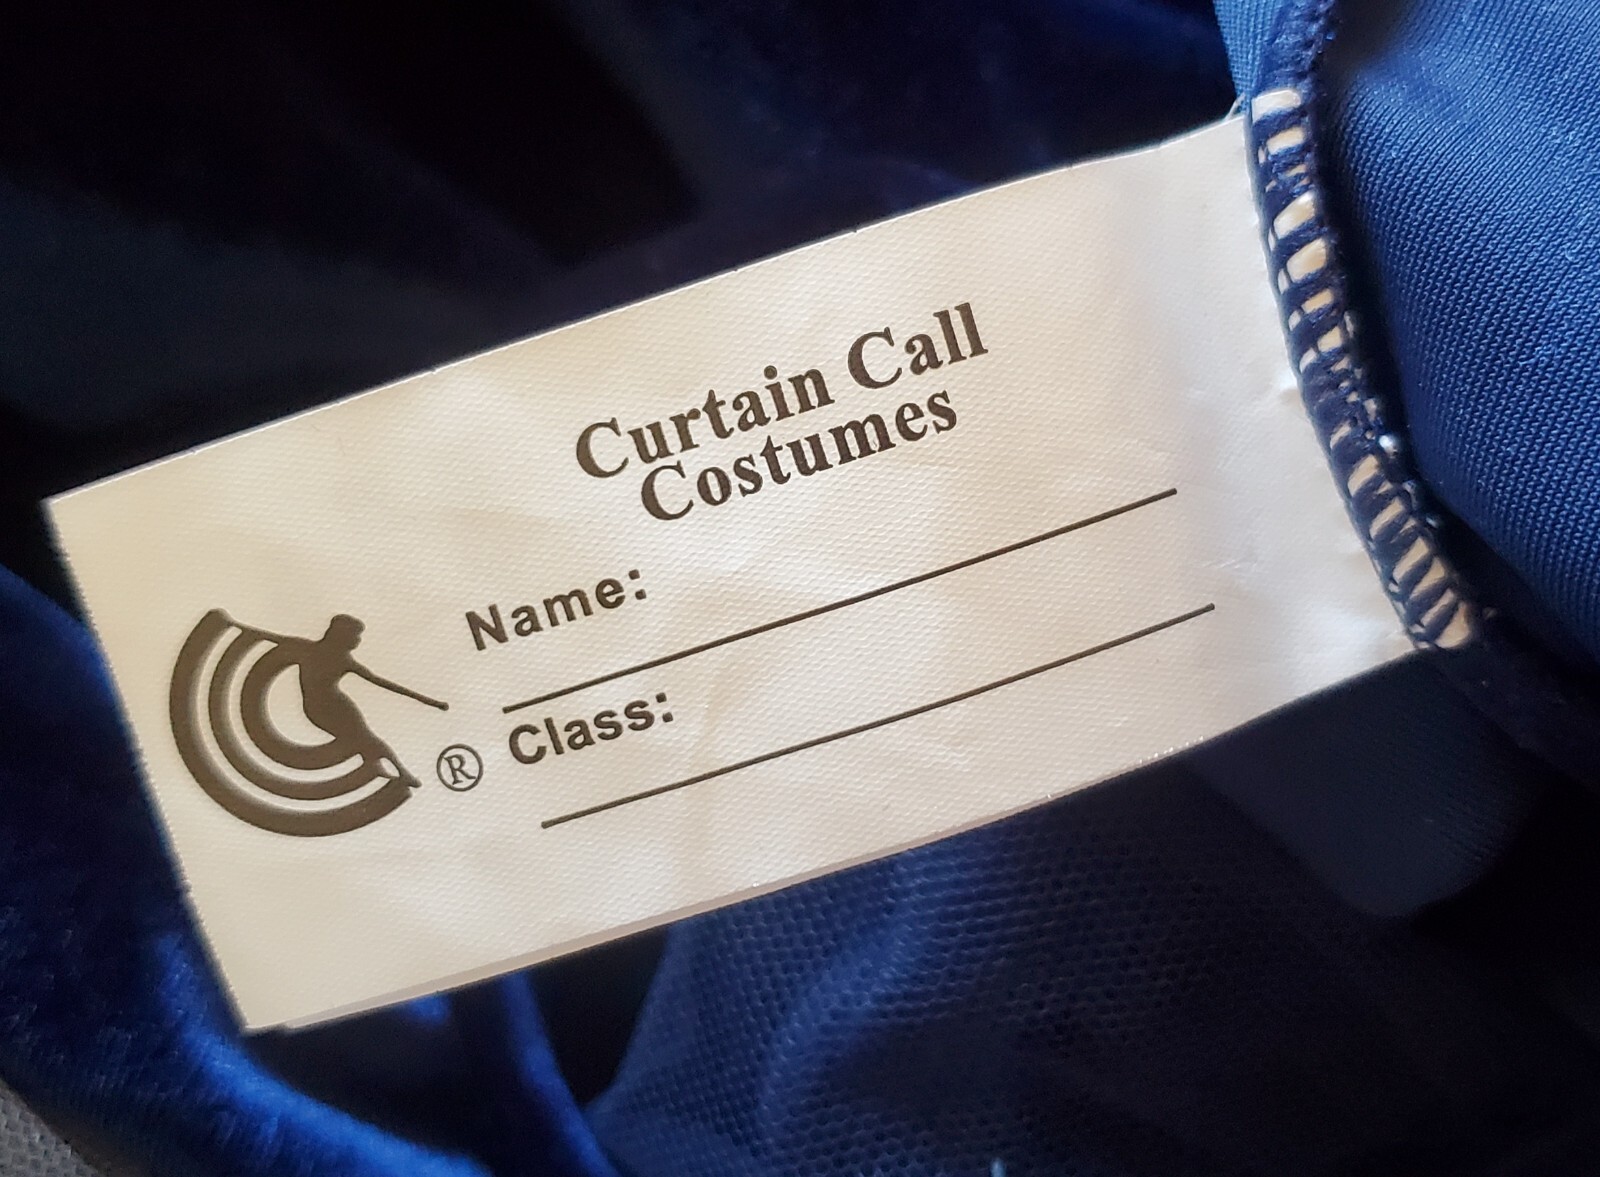 Curtain Call
Costumes
Name:
Class:
®